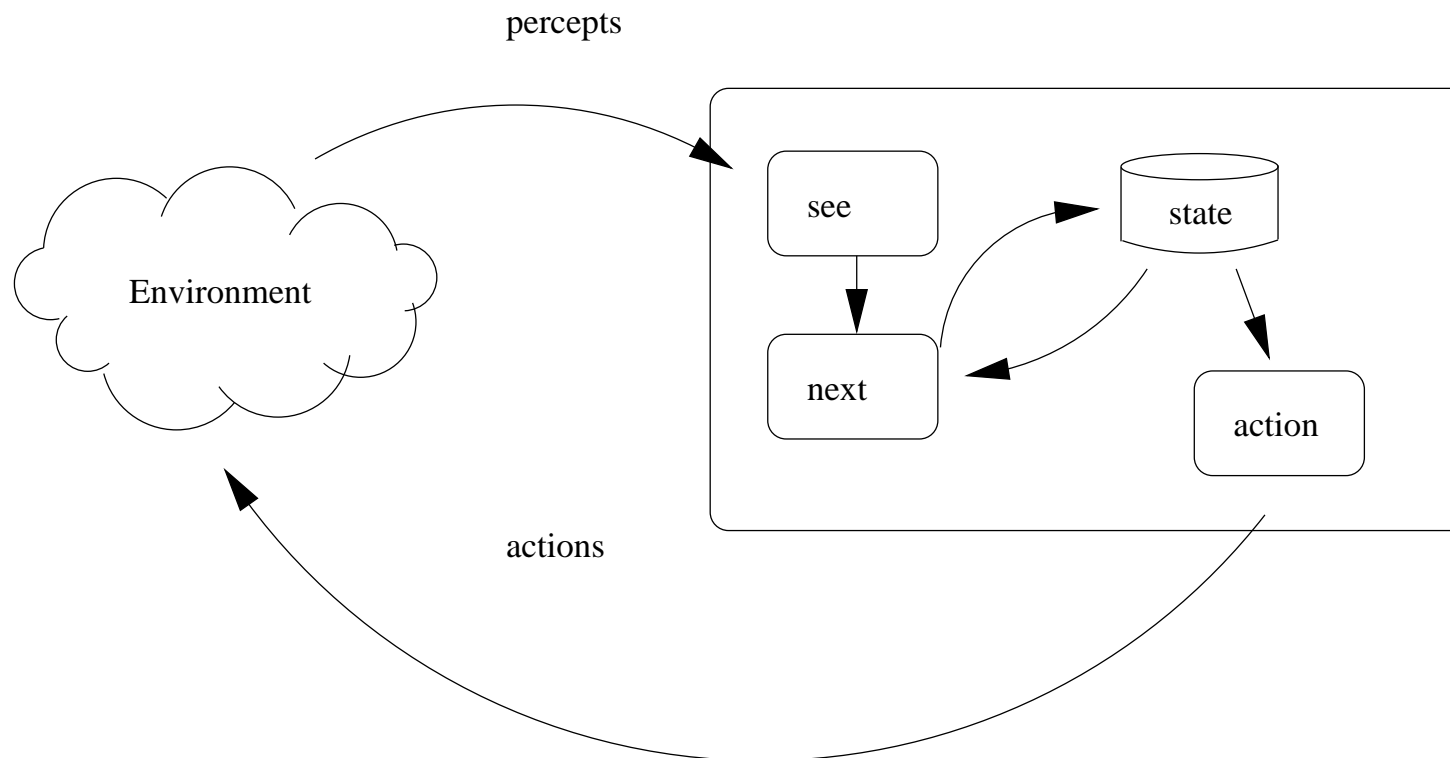 percepts
see
state
Environment
next
action
actions